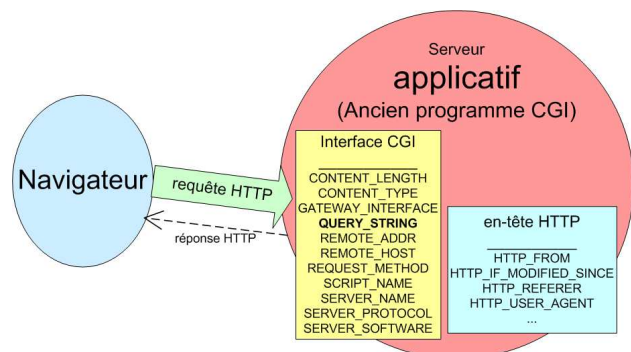 Serveur
applicatif
(Ancien programme CGI)
Navigateur
requête HTTP
réponse HTTP
Interface CGI
CONTENT_LENGTH
CONTENT_TYPE
GATEWAY_INTERFACE
QUERY_STRING
REMOTE_ADDR
REMOTE_HOST
REQUEST_METHOD
SCRIPT_NAME
SERVER_NAME
SERVER_PROTOCOL
SERVER_SOFTWARE
en-tête HTTP
HTTP_FROM
HTTP_IF_MODIFIED_SINCE
HTTP_REFERER
HTTP_USER_AGENT
...